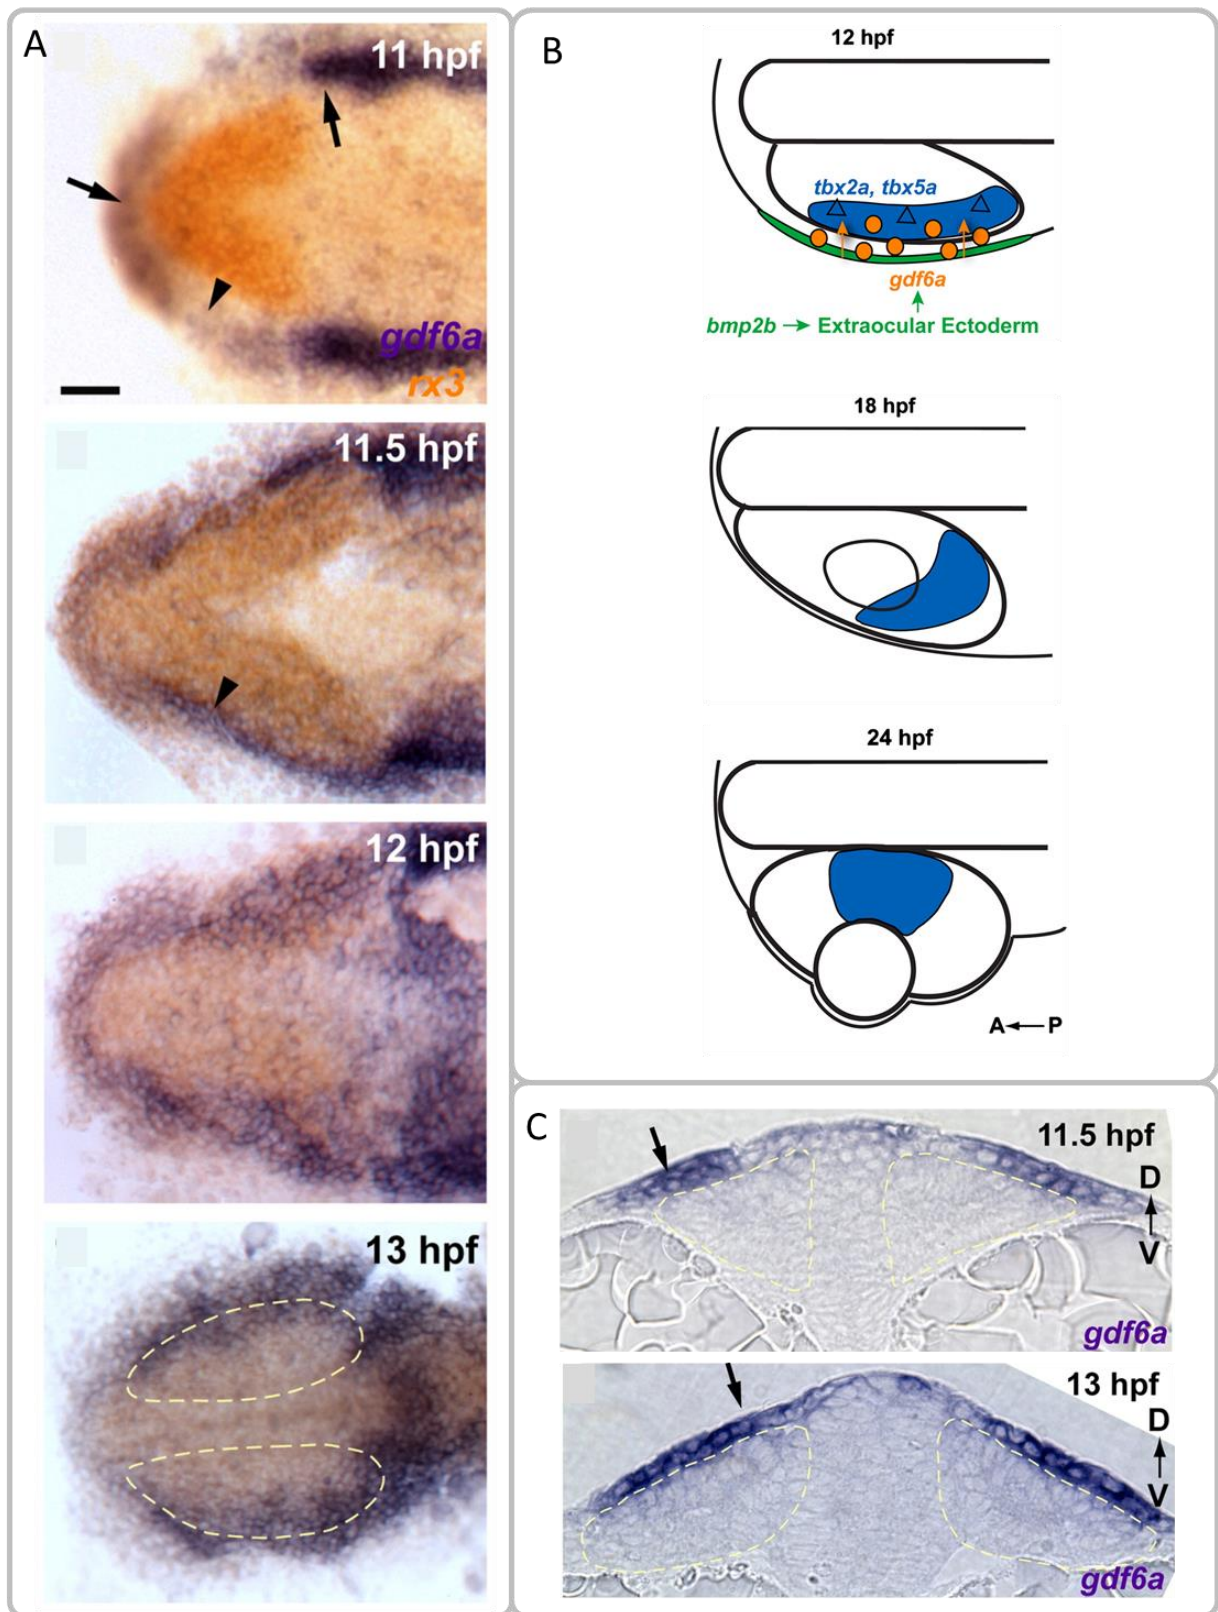 A
11 hpf
gdf6a
rx3
11.5 hpf
12 hpf
13 hpf
B
12 hpf
tbx2a, tbx5a
gdf6a
bmp2b → Extraocular Ectoderm
18 hpf
24 hpf
A ← P
C
11.5 hpf
D
V
gdf6a
13 hpf
D
V
gdf6a